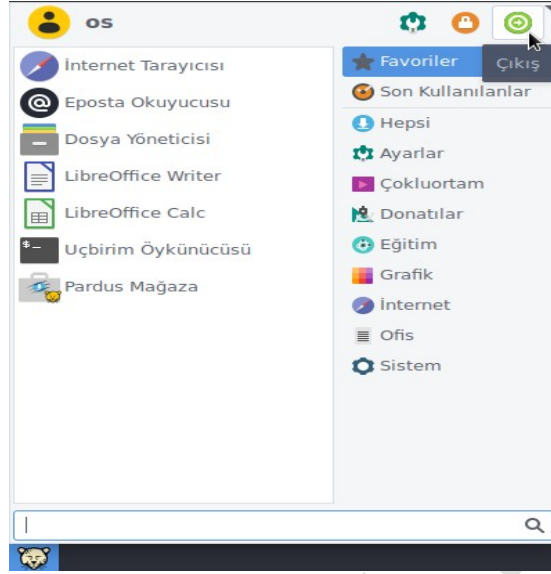 os
Çıkış
İnternet Tarayıcısı
Eposta Okuyucusu
Dosya Yöneticisi
LibreOffice Writer
LibreOffice Calc
$_
Uçbirim Öykünücüsü
Pardus Mağaza
Favoriler
Son Kullanılanlar
Hepsi
Ayarlar
Çokluortam
Donatılar
Eğitim
Grafik
İnternet
Ofis
Sistem